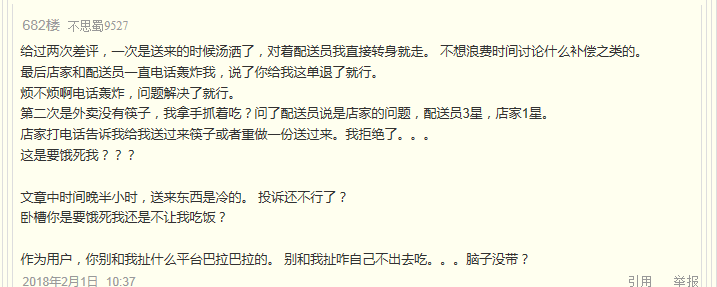 682楼 不思蜀9527
给过两次差评，一次是送来的时候汤洒了，对着配送员我直接转身就走。 不想浪费时间讨论什么补偿之类的。
最后店家和配送员一直电话轰炸我，说了你给我这单退了就行。
烦不烦啊电话轰炸，问题解决了就行。
第二次是外卖没有筷子，我拿手抓着吃？问了配送员说是店家的问题，配送员3星，店家1星。
店家打电话告诉我给我送过来筷子或者重做一份送过来。我拒绝了。。。
这是要饿死我？？？
文章中时间晚半小时，送来东西是冷的。 投诉还不行了？
卧槽你是要饿死我还是不让我吃饭？
作为用户，你别和我扯什么平台巴拉巴拉的。 别和我扯咋自己不出去吃。。。脑子没带？
2018年2月1日 10:37 引用 举报